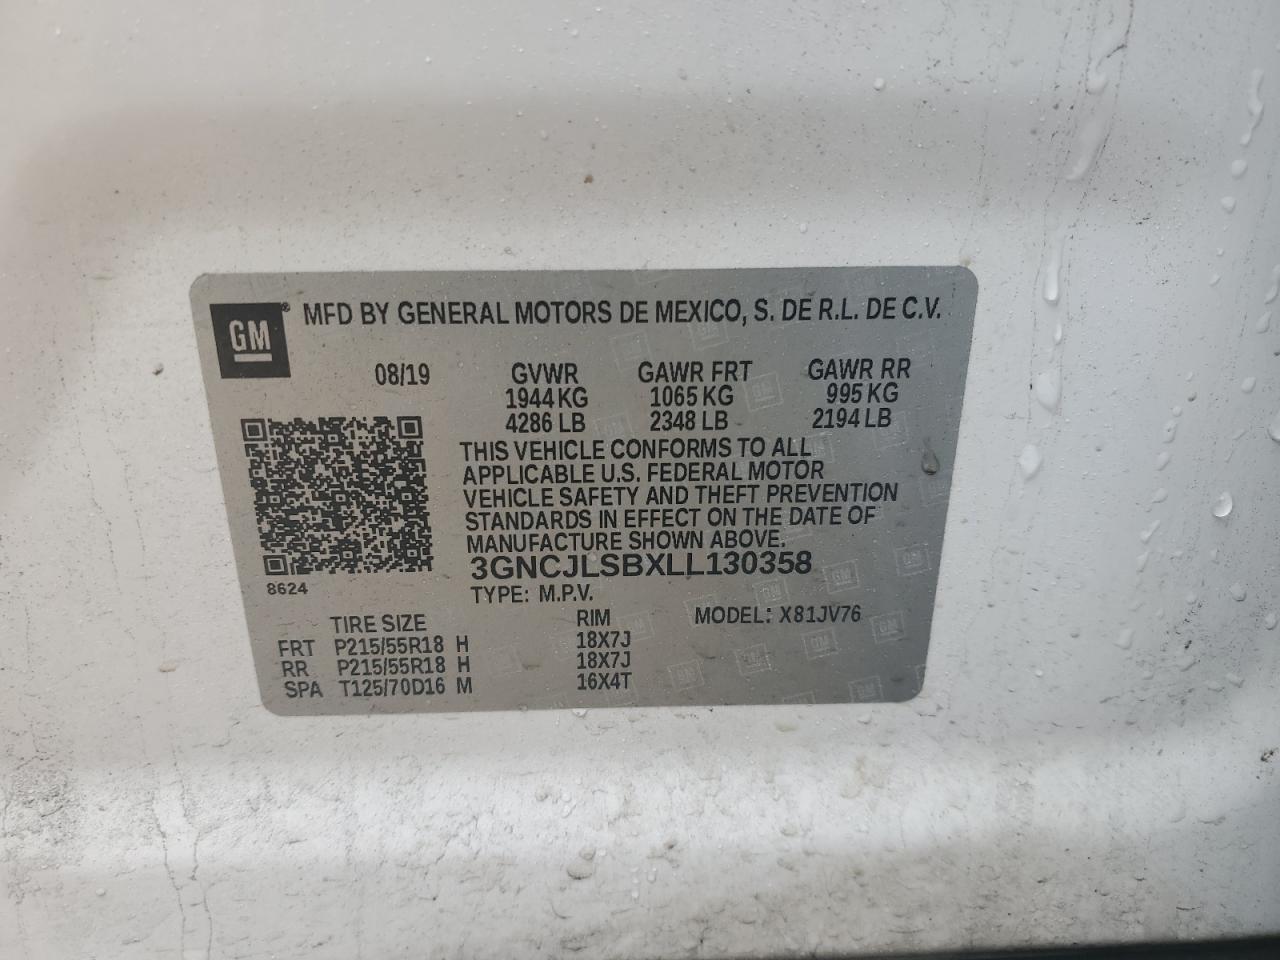 GM® MFD BY GENERAL MOTORS DE MEXICO, S. DE R.L. DE C.V.
08/19 GVWR GAWR FRT GAWR RR
1944 KG 1065 KG 995 KG
4286 LB 2348 LB 2194 LB
THIS VEHICLE CONFORMS TO ALL
APPLICABLE U.S. FEDERAL MOTOR
VEHICLE SAFETY AND THEFT PREVENTION
STANDARDS IN EFFECT ON THE DATE OF
MANUFACTURE SHOWN ABOVE.
3GNCJLSBXLL130358
8624
TYPE: M.P.V.
TIRE SIZE RIM MODEL: X81JV76
FRT P215/55R18 H 18X7J
RR P215/55R18 H 18X7J
SPA T125/70D16 M 16X4T